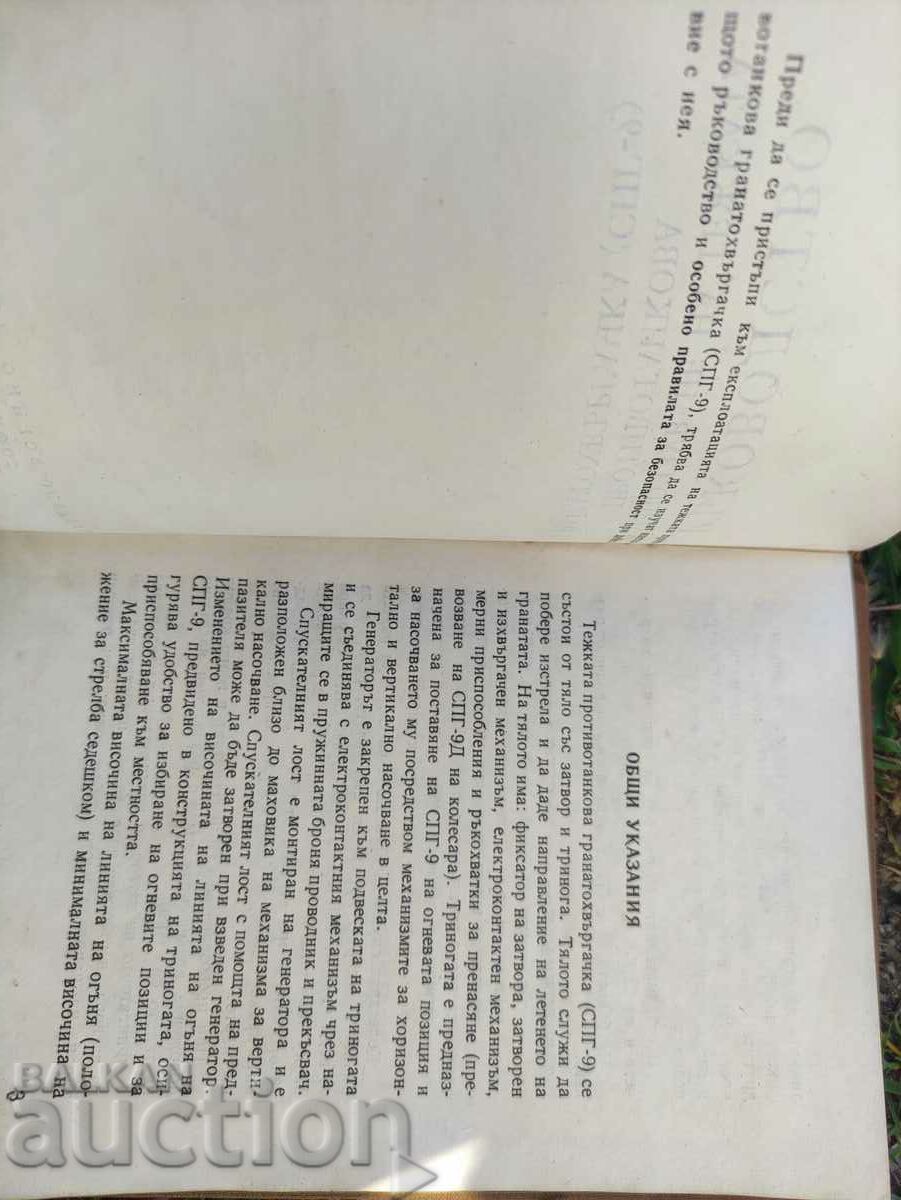 Преди да се пристъпи към експлоатацията на тежката
вотанкова гранатохвъргачка (СПГ-9), трябва да се изучи
щото ръководство и особено правилата за безопасност при
вие с нея.
ОБЩИ УКАЗАНИЯ
Тежката противотанкова гранатохвъргачка (СПГ-9) се
състои от тяло със затвор и тринога. Тялото служи да
побере изстрела и да даде направление на летенето на
гранатата. На тялото има: фиксатор на затвора, затворен
и изхвъргачен механизъм, електроконтактен механизъм,
мерни приспособления и ръкохватки за пренасяне (пре-
возване на СПГ-9Д на колесара). Триногата е предназ-
начена за поставяне на СПГ-9 на огневата позиция и
за насочването му посредством механизмите за хоризон-
тално и вертикално насочване в целта.
Генераторът е закрепен към подвеската на триногата
и се съединява с електроконтактния механизъм чрез на-
миращите се в пружинната броня проводник и прекъсвач.
Спускателният лост е монтиран на генератора и е
разположен близо до маховика на механизма за верти-
кално насочване. Спускателният лост с помощта на пред-
пазителя може да бъде затворен при взведен генератор.
Изменението на височината на линията на огъня на
СПГ-9, предвидено в конструкцията на триногата, оси-
гурява удобство за избиране на огневите позиции и за
приспособяване към местността.
Максималната височина на линията на огъня (поло-
жение за стрелба седешком) и минималната височина на
3
BALKAN
auction